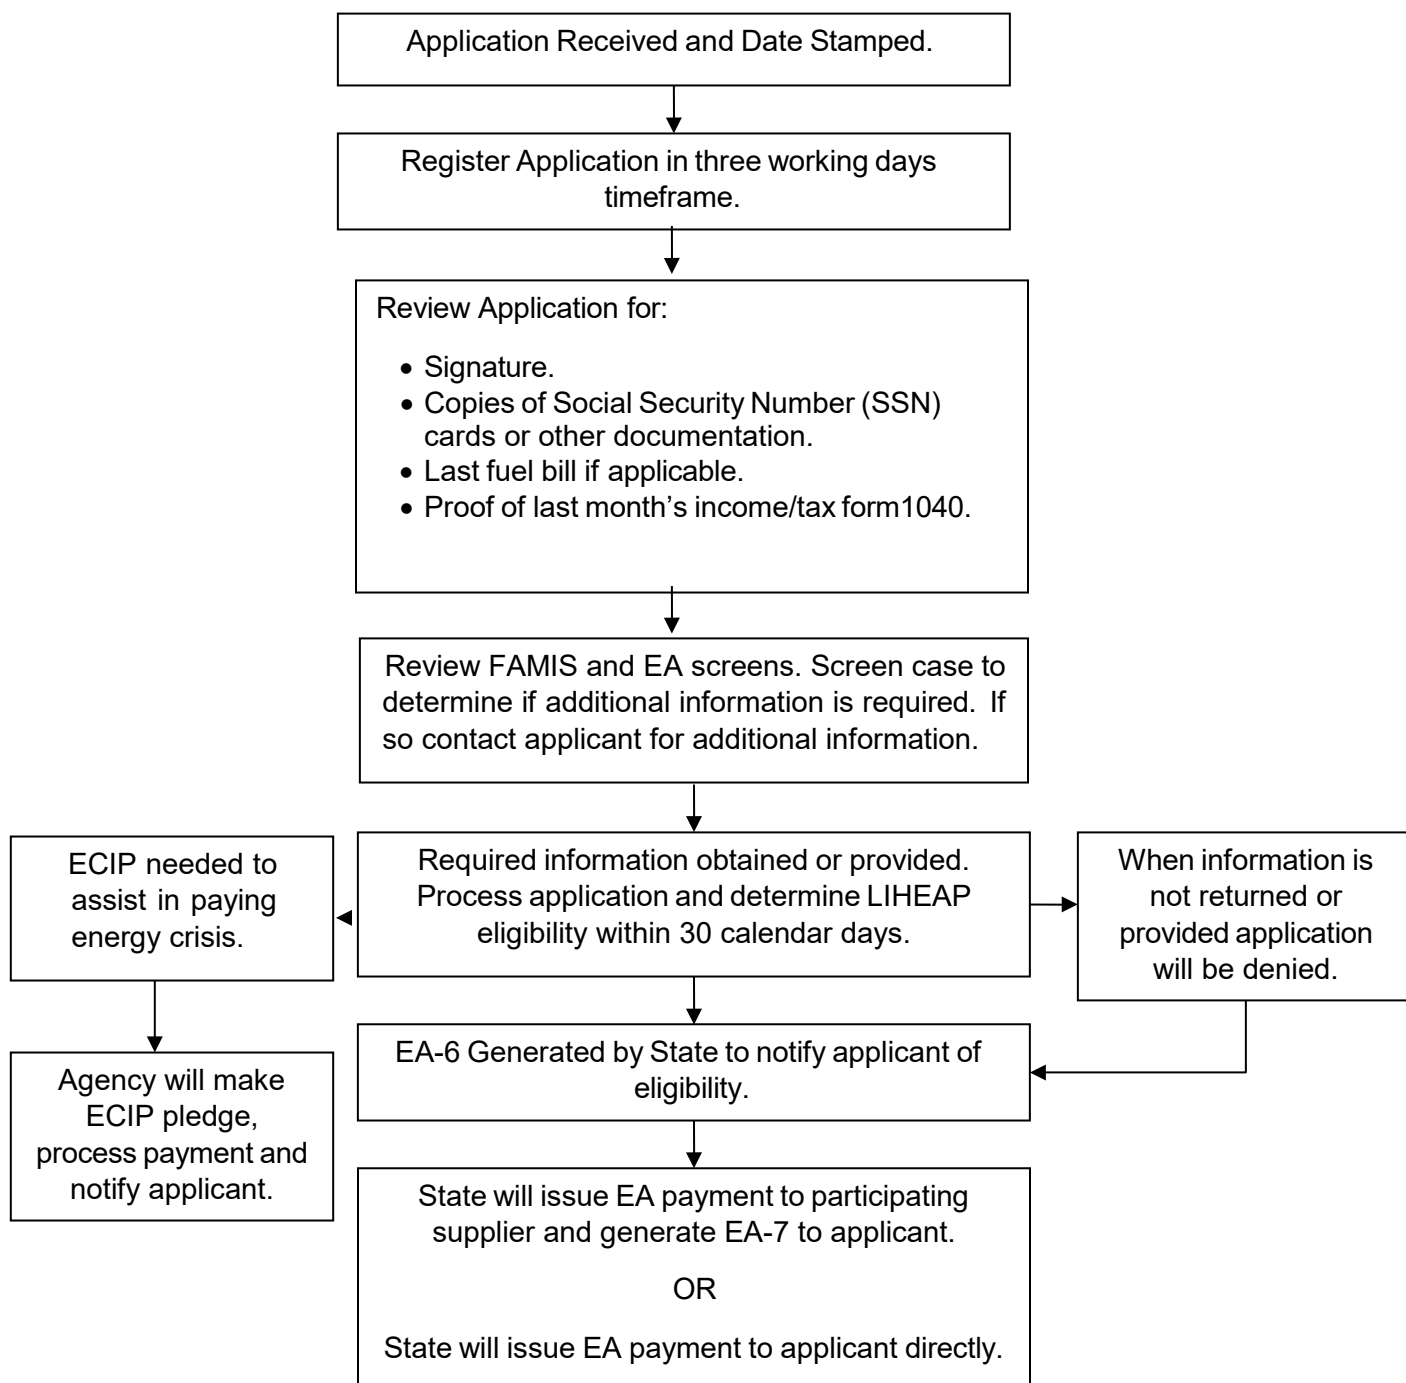 Application Received and Date Stamped.
Register Application in three working days
timeframe.
Review Application for:
• Signature.
• Copies of Social Security Number (SSN)
cards or other documentation.
• Last fuel bill if applicable.
• Proof of last month’s income/tax form1040.
Review FAMIS and EA screens. Screen case to
determine if additional information is required. If
so contact applicant for additional information.
ECIP needed to
assist in paying
energy crisis.
Required information obtained or provided.
Process application and determine LIHEAP
eligibility within 30 calendar days.
When information is
not returned or
provided application
will be denied.
Agency will make
ECIP pledge,
process payment and
notify applicant.
EA-6 Generated by State to notify applicant of
eligibility.
State will issue EA payment to participating
supplier and generate EA-7 to applicant.
OR
State will issue EA payment to applicant directly.